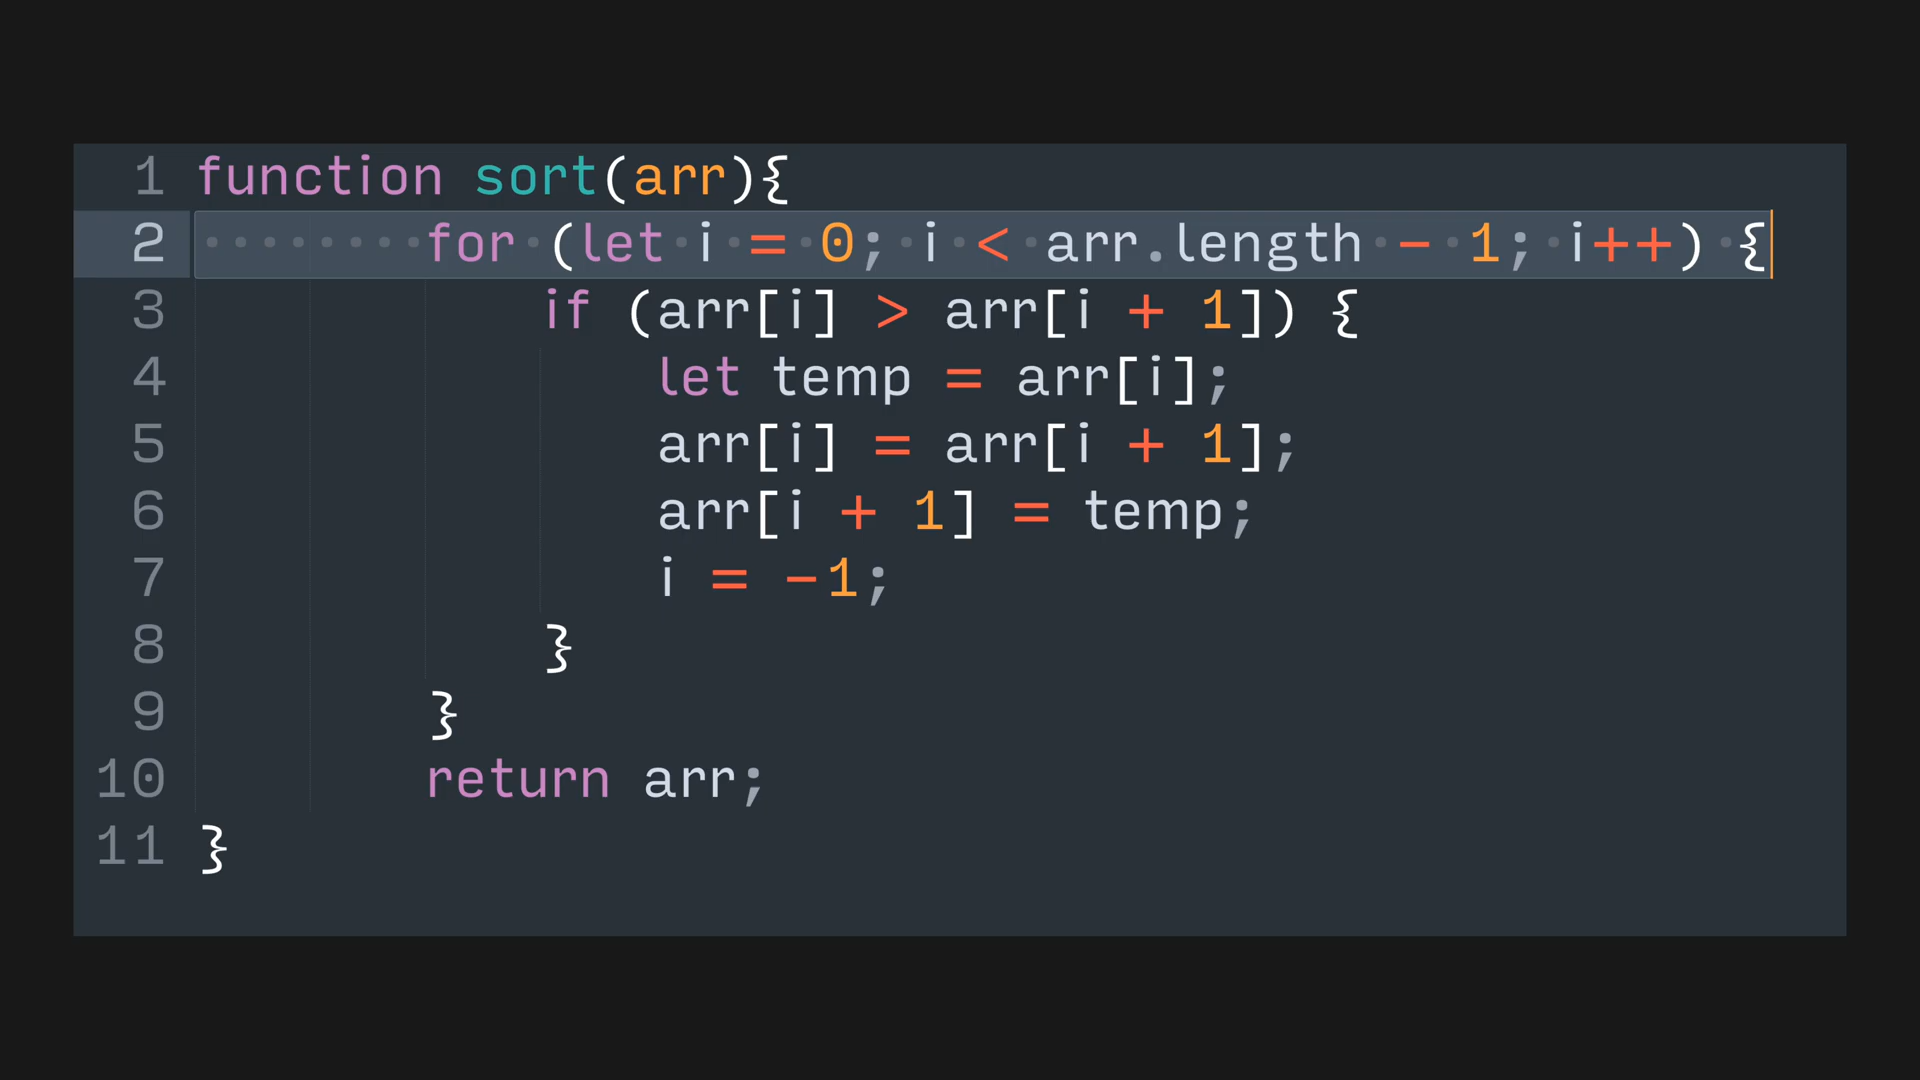 1 function sort(arr){
2         for (let i = 0; i < arr.length - 1; i++) {
3             if (arr[i] > arr[i + 1]) {
4                 let temp = arr[i];
5                 arr[i] = arr[i + 1];
6                 arr[i + 1] = temp;
7                 i = -1;
8             }
9         }
10         return arr;
11 }